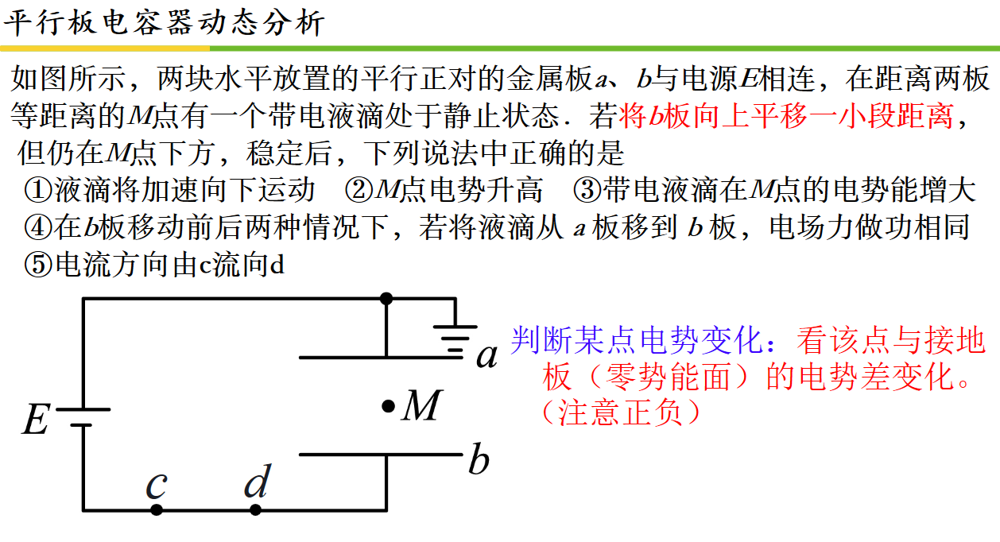 平行板电容器动态分析
如图所示，两块水平放置的平行正对的金属板a、b与电源E相连，在距离两板
等距离的M点有一个带电液滴处于静止状态．若将b板向上平移一小段距离，
但仍在M点下方，稳定后，下列说法中正确的是
①液滴将加速向下运动 ②M点电势升高 ③带电液滴在M点的电势能增大
④在b板移动前后两种情况下，若将液滴从 a 板移到 b 板，电场力做功相同
⑤电流方向由c流向d
判断某点电势变化：看该点与接地
板（零势能面）的电势差变化。
（注意正负）
a
M
E
b
c d